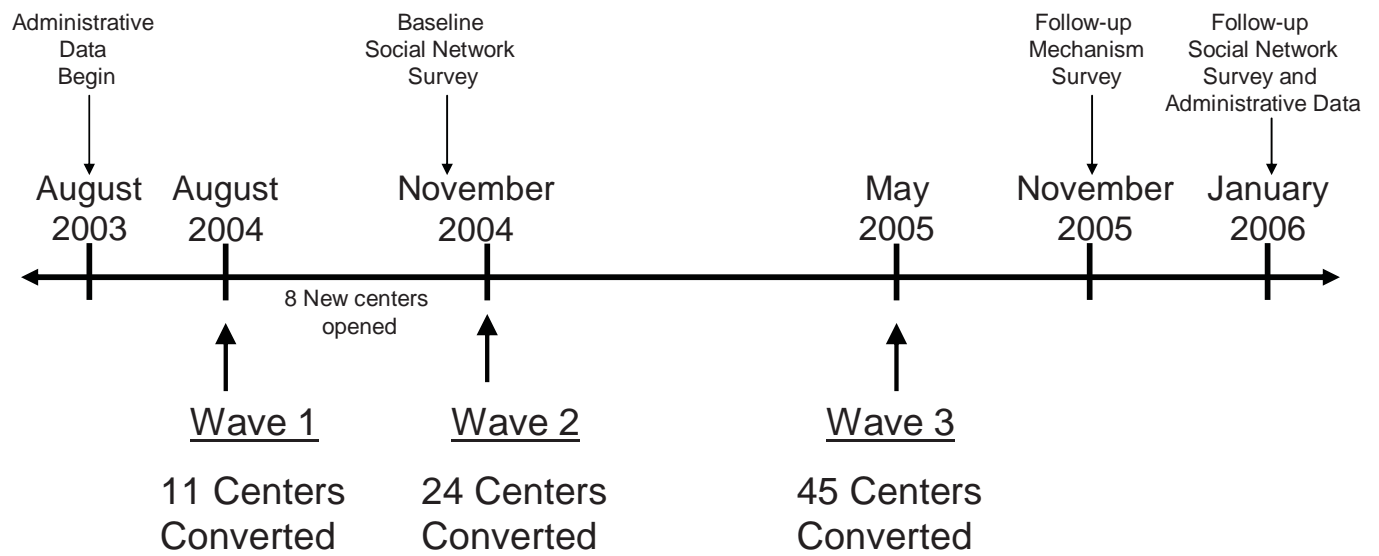 Administrative
Data
Begin
Baseline
Social Network
Survey
Follow-up
Mechanism
Survey
Follow-up
Social Network
Survey and
Administrative Data
August
2003
August
2004
November
2004
May
2005
November
2005
January
2006
8 New centers
opened
Wave 1
11 Centers
Converted
Wave 2
24 Centers
Converted
Wave 3
45 Centers
Converted